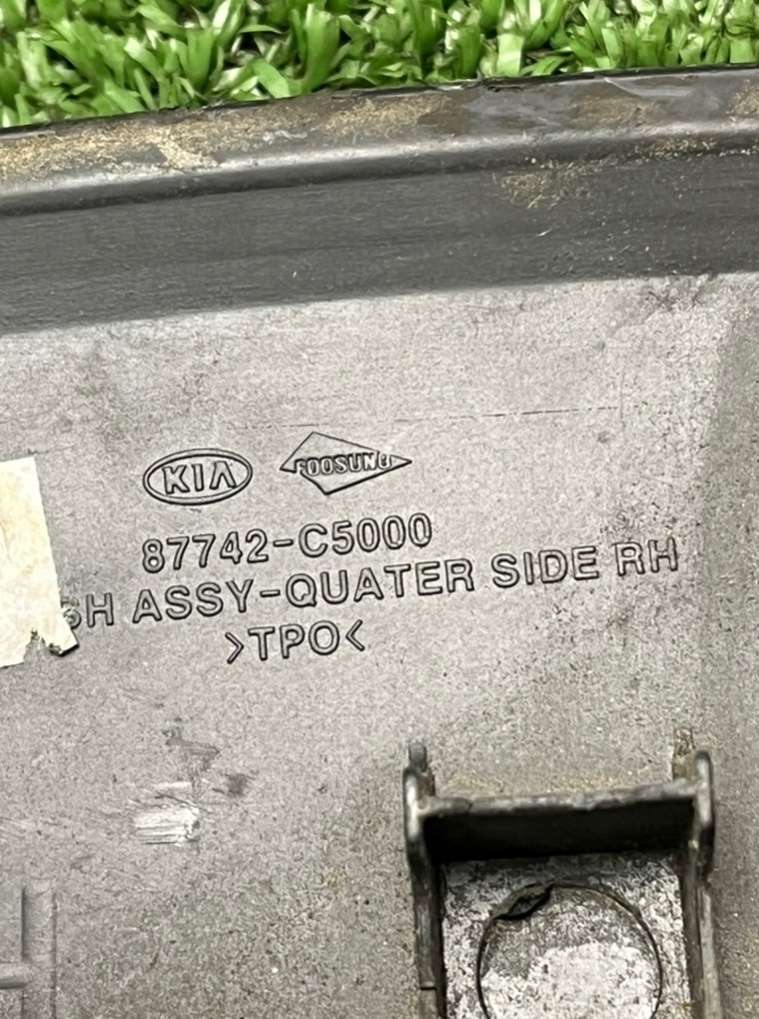 KIA FOOSUNG
87742-C5000
SH ASSY-QUATER SIDE RH
>TPO<